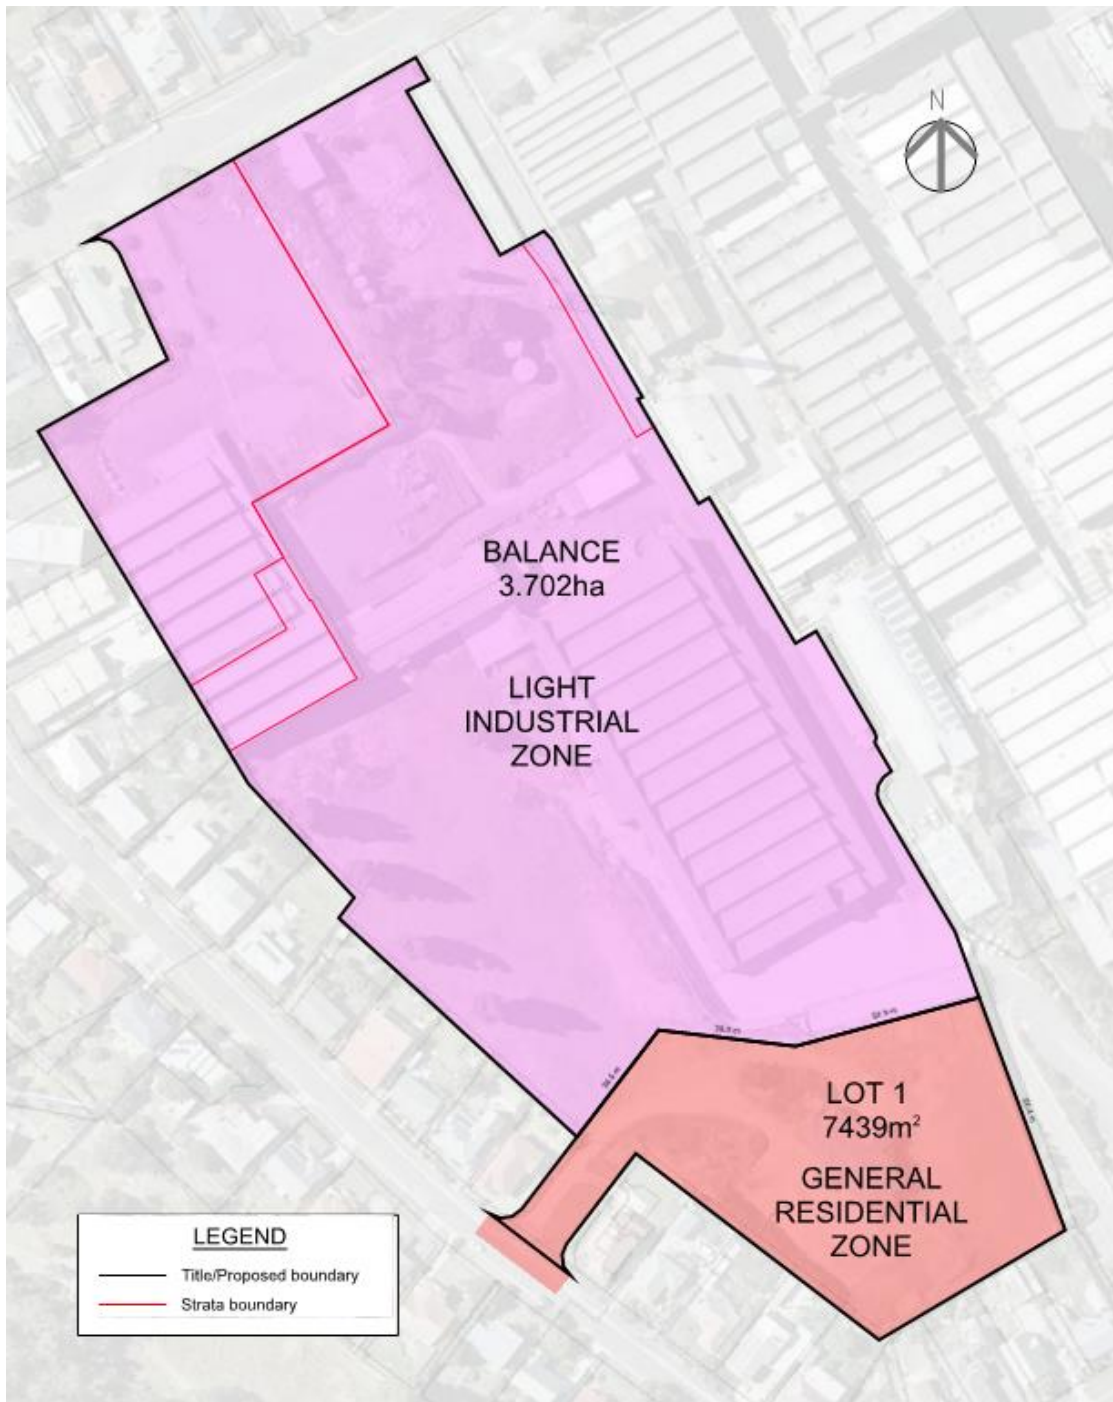 N
BALANCE
3.702ha
LIGHT
INDUSTRIAL
ZONE
LOT 1
7439m²
GENERAL
RESIDENTIAL
ZONE
LEGEND
Title/Proposed boundary
Strata boundary